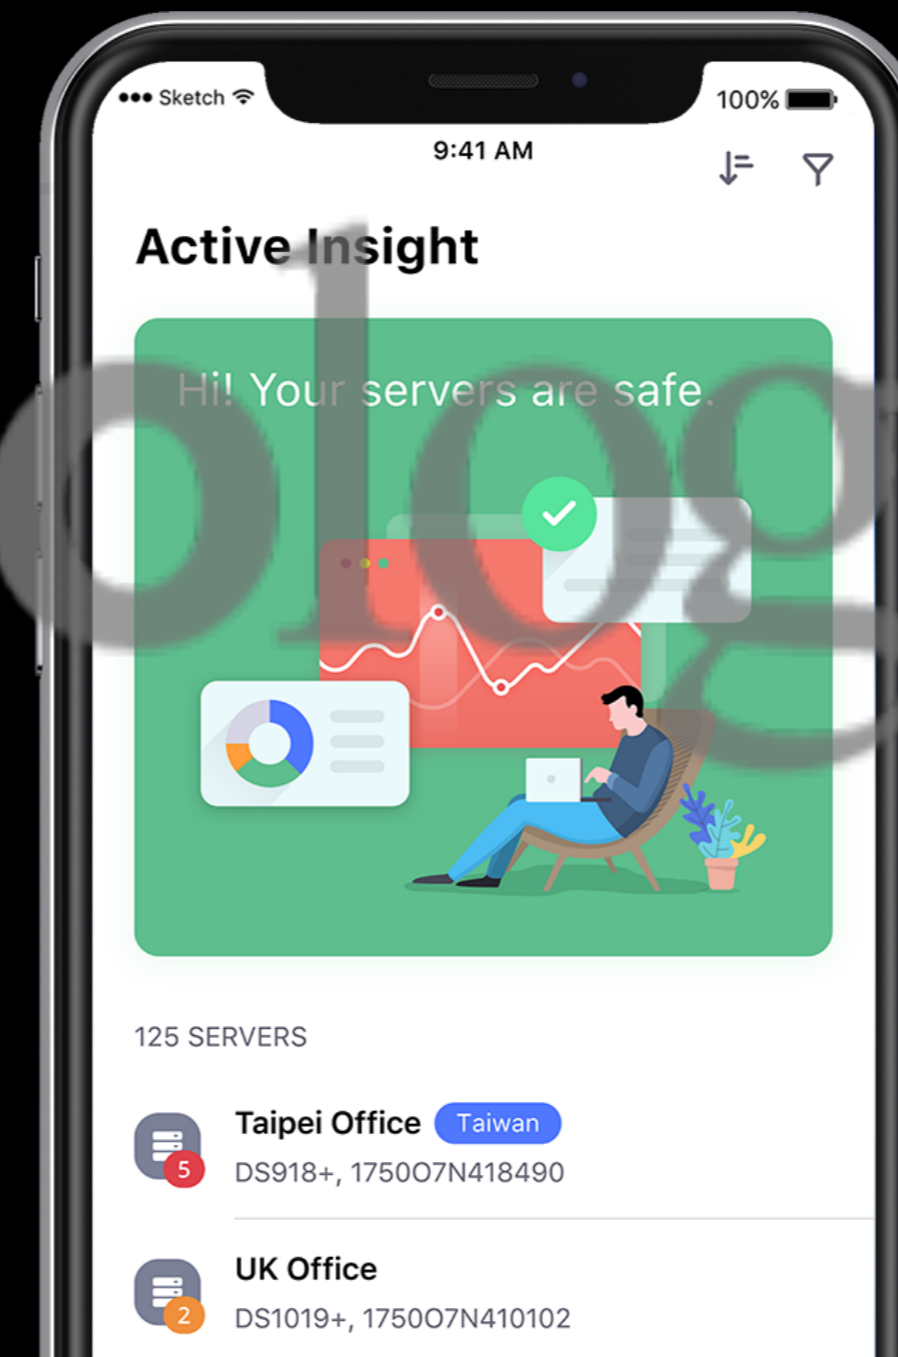 Sketch
100%
9:41 AM
Active Insight
Hi! Your servers are safe.
olog
125 SERVERS
Taipei Office Taiwan
5
DS918+, 1750O7N418490
UK Office
2
DS1019+, 1750O7N410102